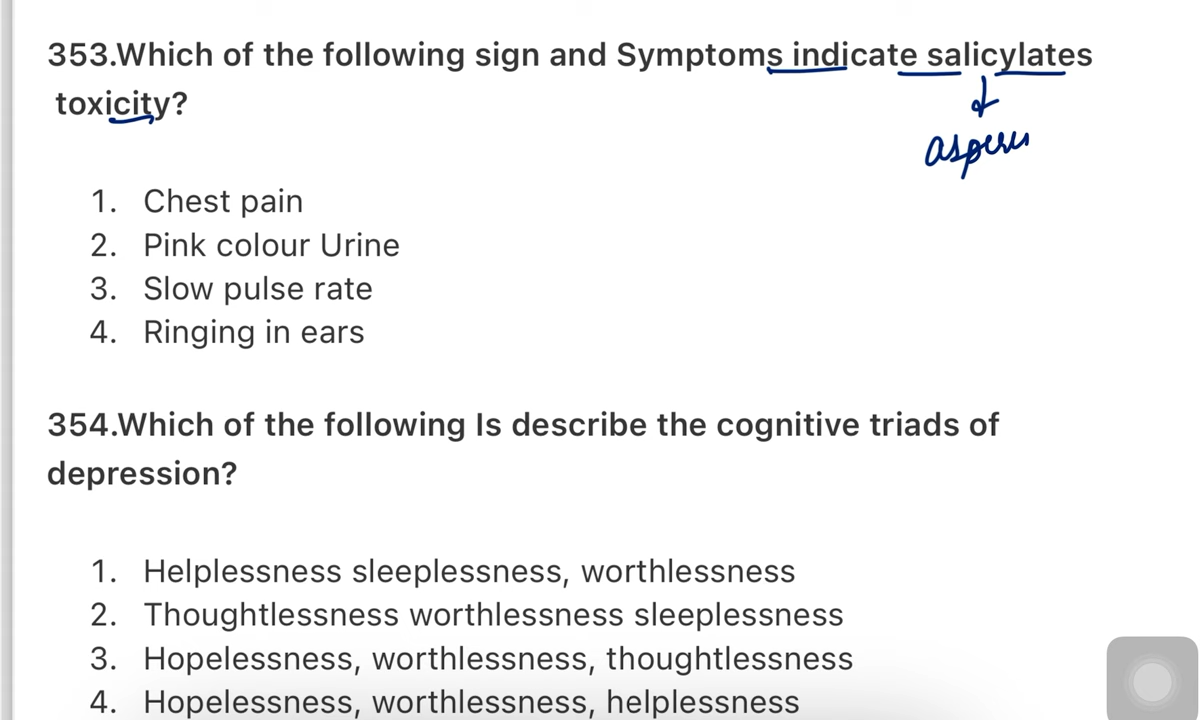 353.Which of the following sign and Symptoms indicate salicylates
toxicity?
1. Chest pain
2. Pink colour Urine
3. Slow pulse rate
4. Ringing in ears
354.Which of the following Is describe the cognitive triads of
depression?
1. Helplessness sleeplessness, worthlessness
2. Thoughtlessness worthlessness sleeplessness
3. Hopelessness, worthlessness, thoughtlessness
4. Hopelessness, worthlessness, helplessness